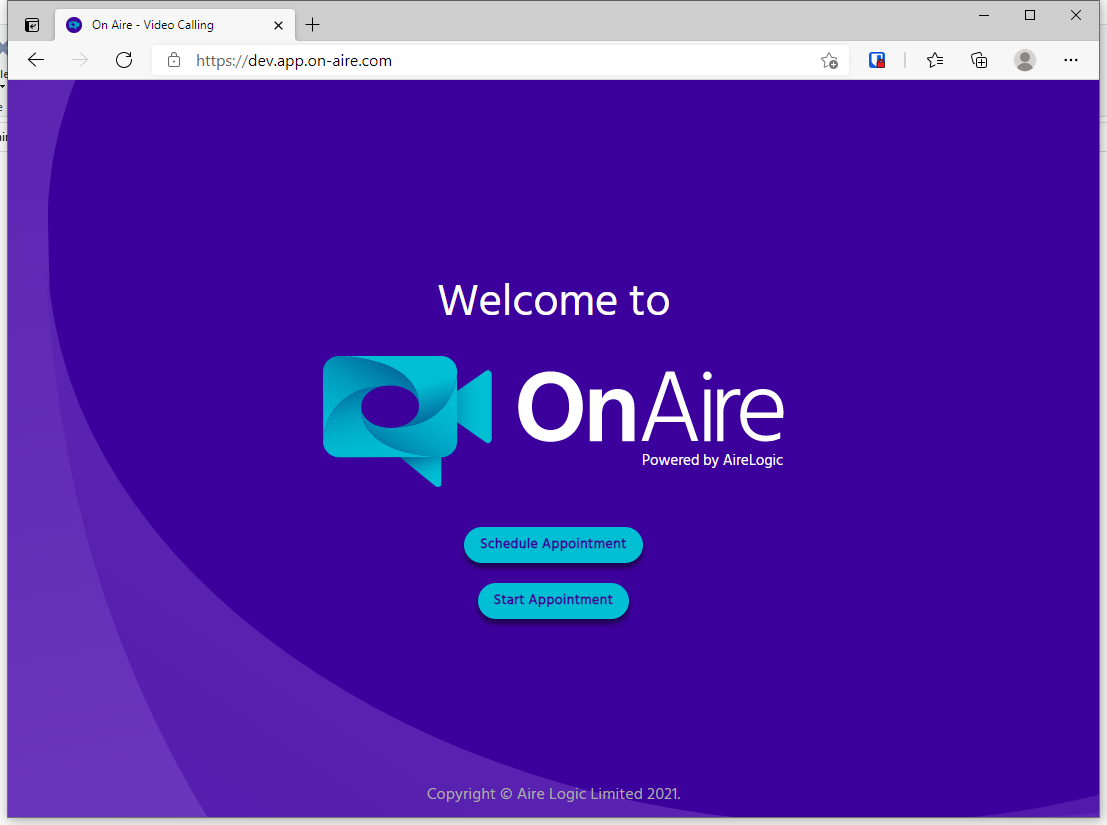 On Aire - Video Calling
https://dev.app.on-aire.com
Welcome to
OnAire
Powered by AireLogic
Schedule Appointment
Start Appointment
Copyright © Aire Logic Limited 2021.